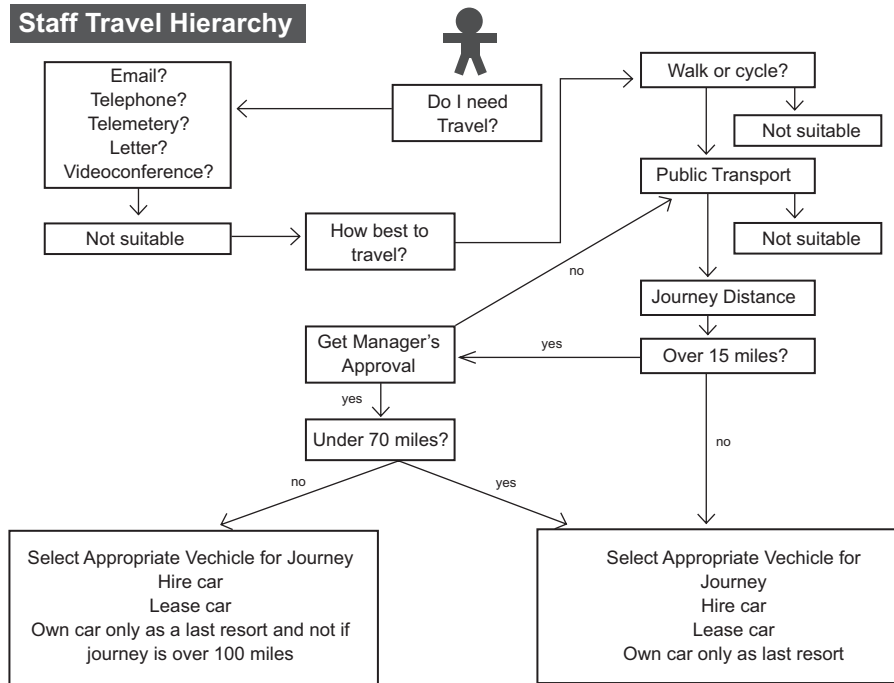 Staff Travel Hierarchy
Email?
Telephone?
Telemetery?
Letter?
Videoconference?
Do I need
Travel?
Walk or cycle?
Not suitable
Public Transport
Not suitable
How best to
travel?
Not suitable
no
Journey Distance
Get Manager's
Approval
yes
Over 15 miles?
yes
Under 70 miles?
no
no
yes
Select Appropriate Vechicle for Journey
Hire car
Lease car
Own car only as a last resort and not if
journey is over 100 miles
Select Appropriate Vechicle for
Journey
Hire car
Lease car
Own car only as last resort